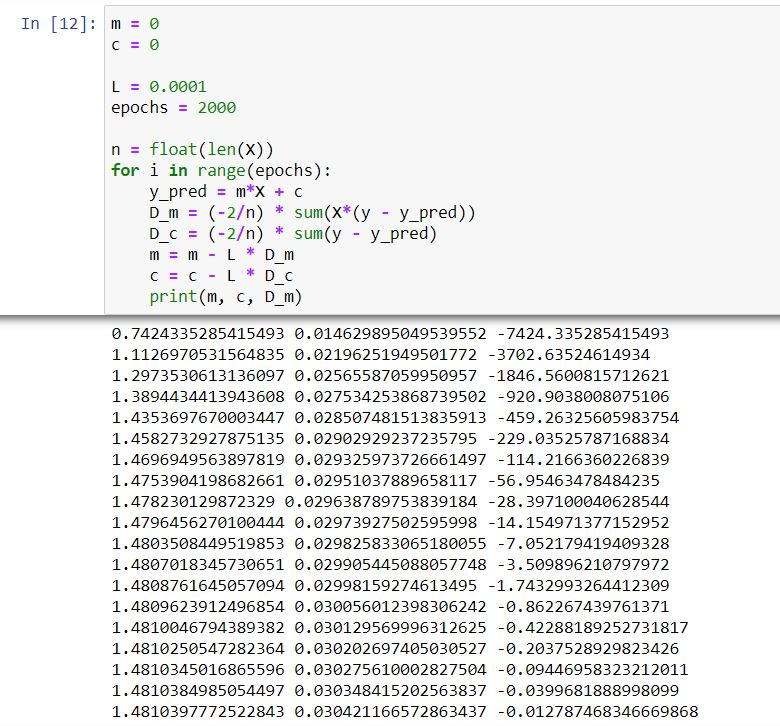 In [12]: m = 0
c = 0
L = 0.0001
epochs = 2000
n = float(len(X))
for i in range(epochs):
y_pred = m*X + c
D_m = (-2/n) * sum(X*(y - y_pred))
D_c = (-2/n) * sum(y - y_pred)
m = m - L * D_m
c = c - L * D_c
print(m, c, D_m)
0.7424335285415493 0.014629895049539552 -7424.335285415493
1.1126970531564835 0.02196251949501772 -3702.63524614934
1.2973530613136097 0.02565587059950957 -1846.5600815712621
1.3894434413943608 0.027534253868739502 -920.9038008075106
1.4353697670003447 0.028507481513835913 -459.26325605983754
1.4582732927875135 0.02902929237235795 -229.03525787168834
1.4696949563897819 0.029325973726661497 -114.2166360226839
1.4753904198682661 0.02951037889658117 -56.95463478484235
1.478230129872329 0.029638789753839184 -28.397100040628544
1.4796456270100444 0.02973927502595998 -14.154971377152952
1.4803508449519853 0.029825833065180055 -7.052179419409328
1.4807018345730651 0.029905445088057748 -3.509896210797972
1.4808761645057094 0.02998159274613495 -1.7432993264412309
1.4809623912496854 0.030056012398306242 -0.862267439761371
1.4810046794389382 0.030129569996312625 -0.42288189252731817
1.4810250547282364 0.030202697405030527 -0.2037528929823426
1.4810345016865596 0.030275610002827504 -0.09446958323212011
1.4810384985054497 0.030348415202563837 -0.0399681888998099
1.4810397772522843 0.030421166572863437 -0.012787468346669868